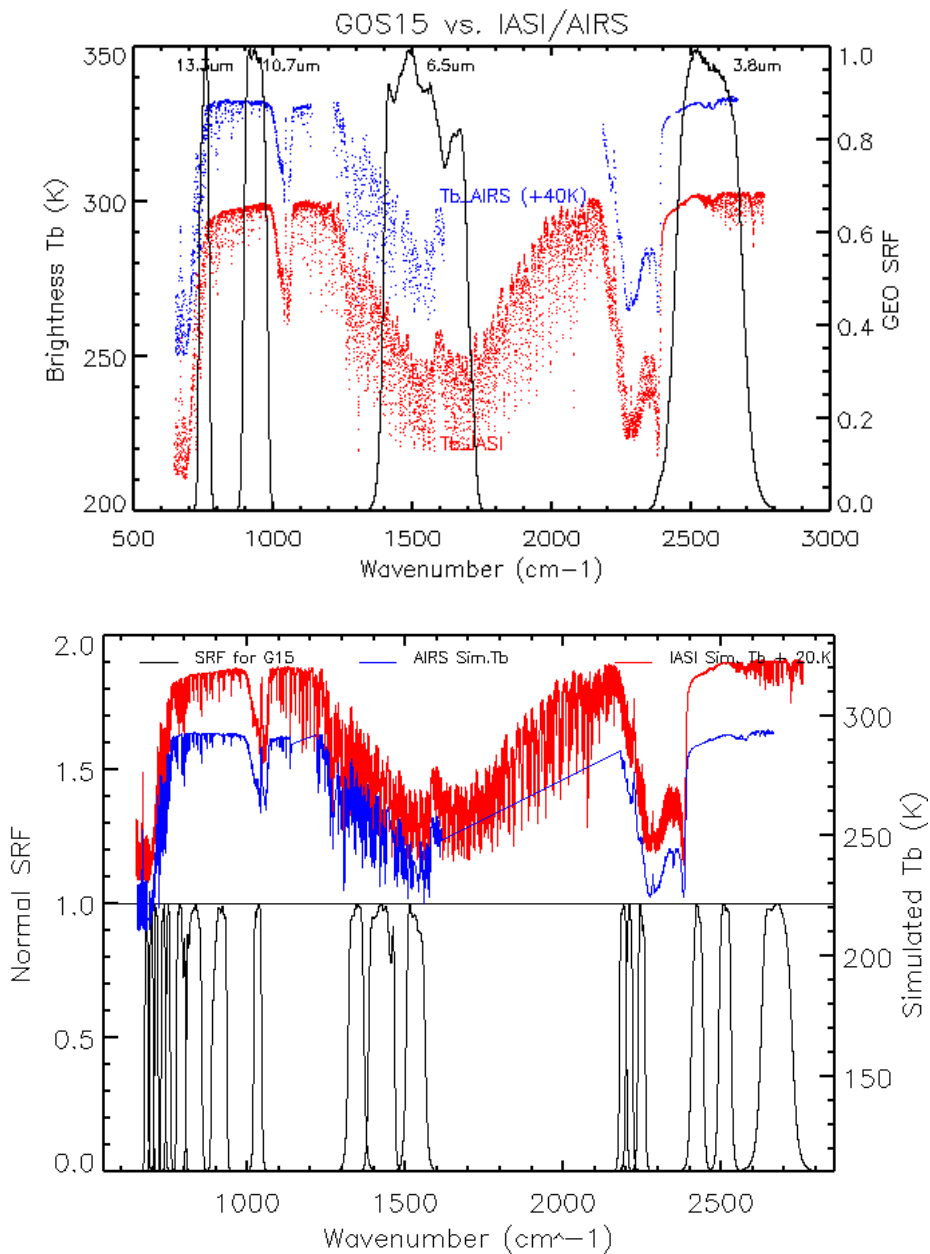 GOS15 vs. IASI/AIRS
350
13.3um
10.7um
6.5um
3.8um
1.0
0.8
Tb_AIRS (+40K)
300
0.6
Brightness Tb (K)
GEO SRF
0.4
250
0.2
Tb_IASI
200
0.0
500
1000
1500
2000
2500
3000
Wavenumber (cm-1)
2.0
SRF for G15
AIRS Sim.Tb
IASI Sim. Tb + 20.K
300
1.5
250
Normal SRF
1.0
Simulated Tb (K)
200
0.5
150
0.0
1000
1500
2000
2500
Wavenumber (cm^-1)